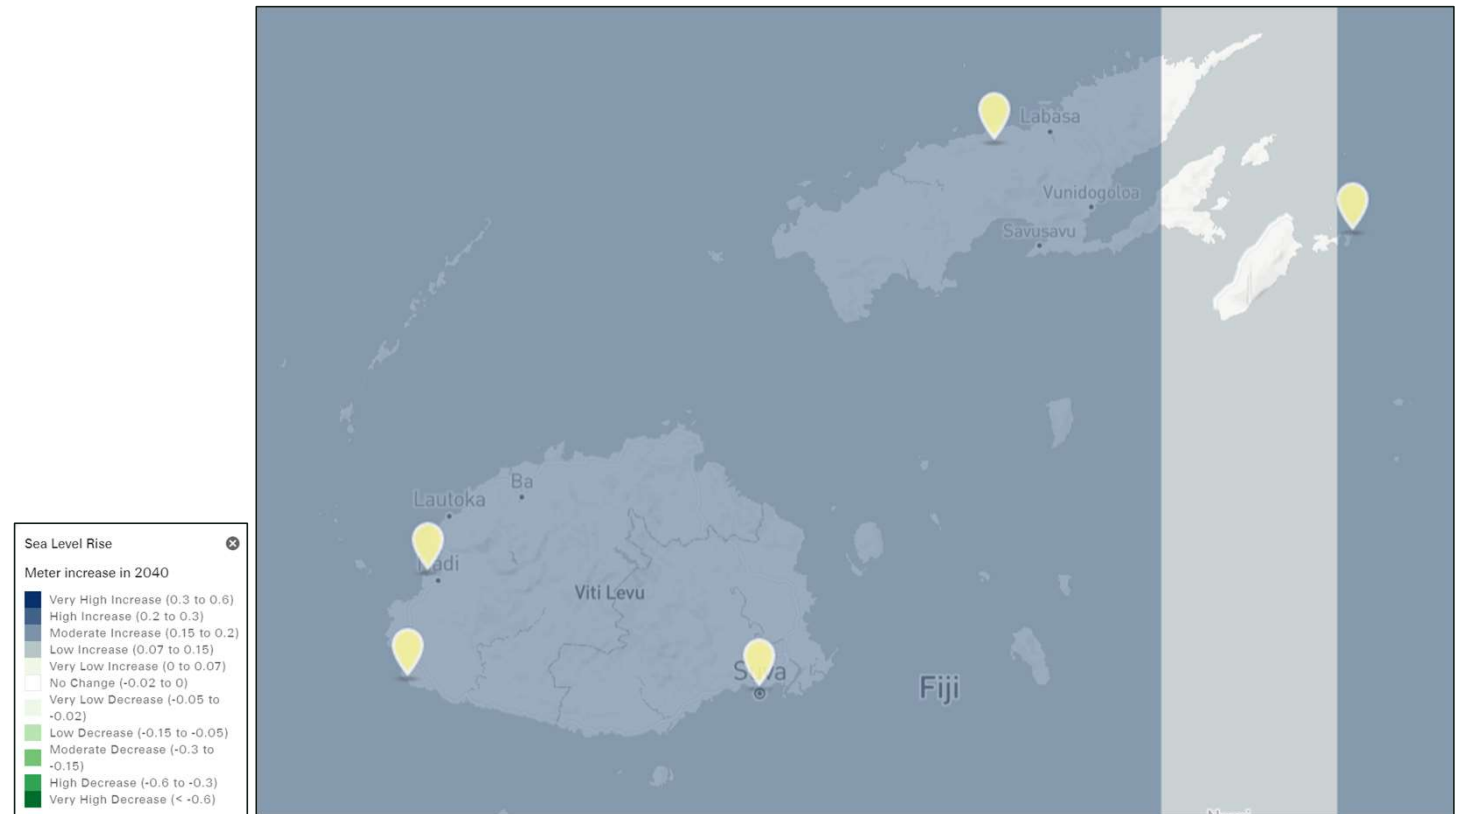 Labasa
Vunidogoloa
Savusavu
Ba
Lautoka
Nadi
Viti Levu
Suva
Fiji
Sea Level Rise
Meter increase in 2040
Very High Increase (0.3 to 0.6)
High Increase (0.2 to 0.3)
Moderate Increase (0.15 to 0.2)
Low Increase (0.07 to 0.15)
Very Low Increase (0 to 0.07)
No Change (-0.02 to 0)
Very Low Decrease (-0.05 to
-0.02)
Low Decrease (-0.15 to -0.05)
Moderate Decrease (-0.3 to
-0.15)
High Decrease (-0.6 to -0.3)
Very High Decrease (< -0.6)